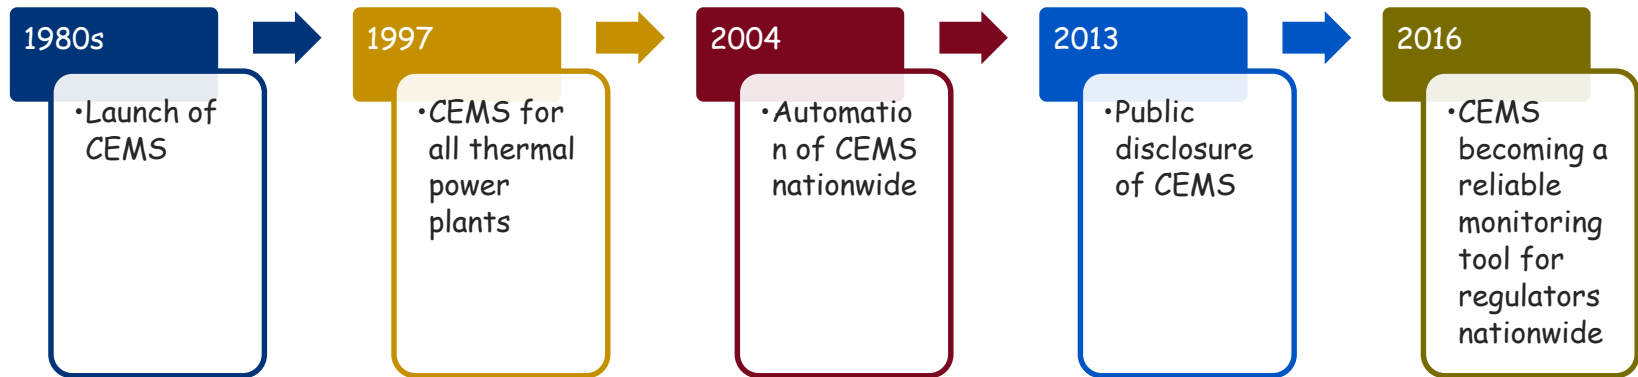 1980s
•Launch of
CEMS
1997
•CEMS for
all thermal
power
plants
2004
•Automatio
n of CEMS
nationwide
2013
•Public
disclosure
of CEMS
2016
•CEMS
becoming a
reliable
monitoring
tool for
regulators
nationwide